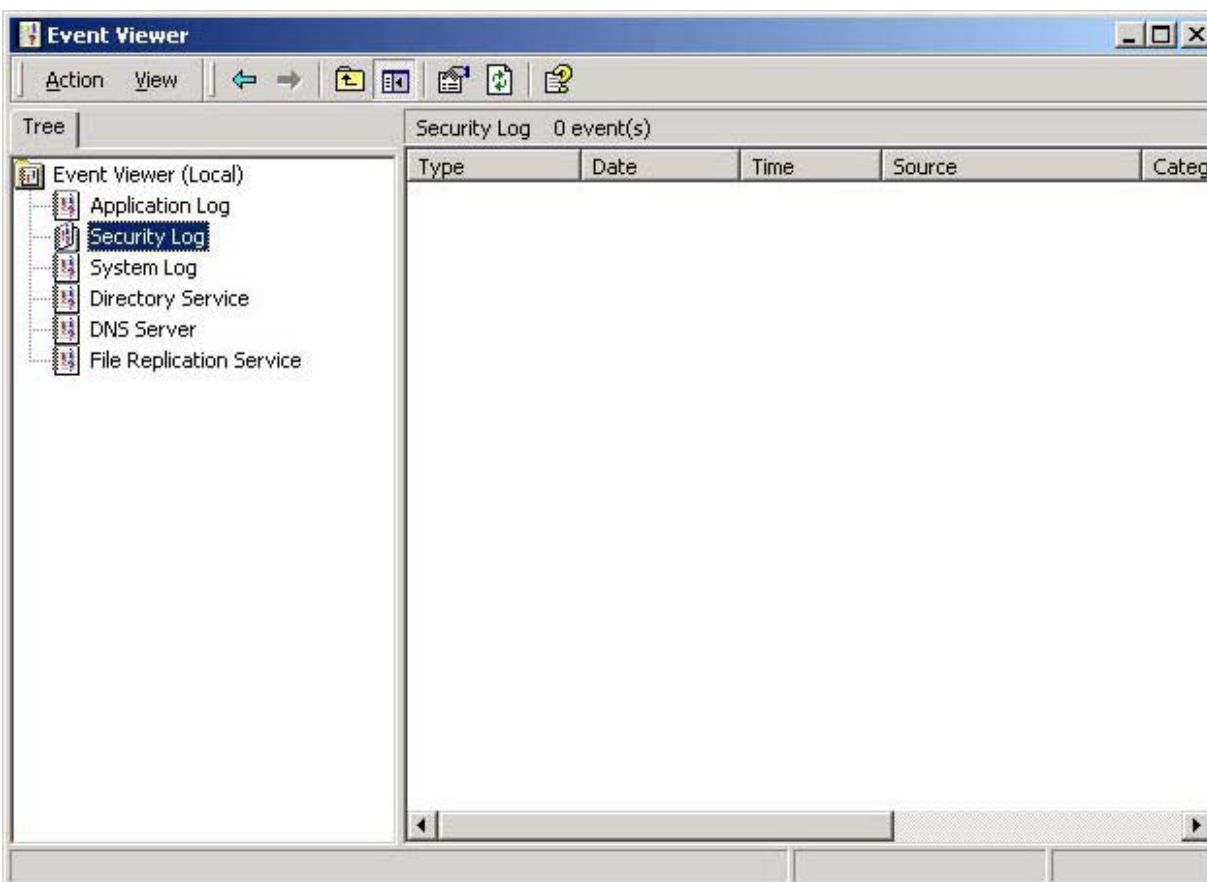 Event Viewer
Action View
Tree
Security Log 0 event(s)
Type Date Time Source Categ
Event Viewer (Local)
Application Log
Security Log
System Log
Directory Service
DNS Server
File Replication Service